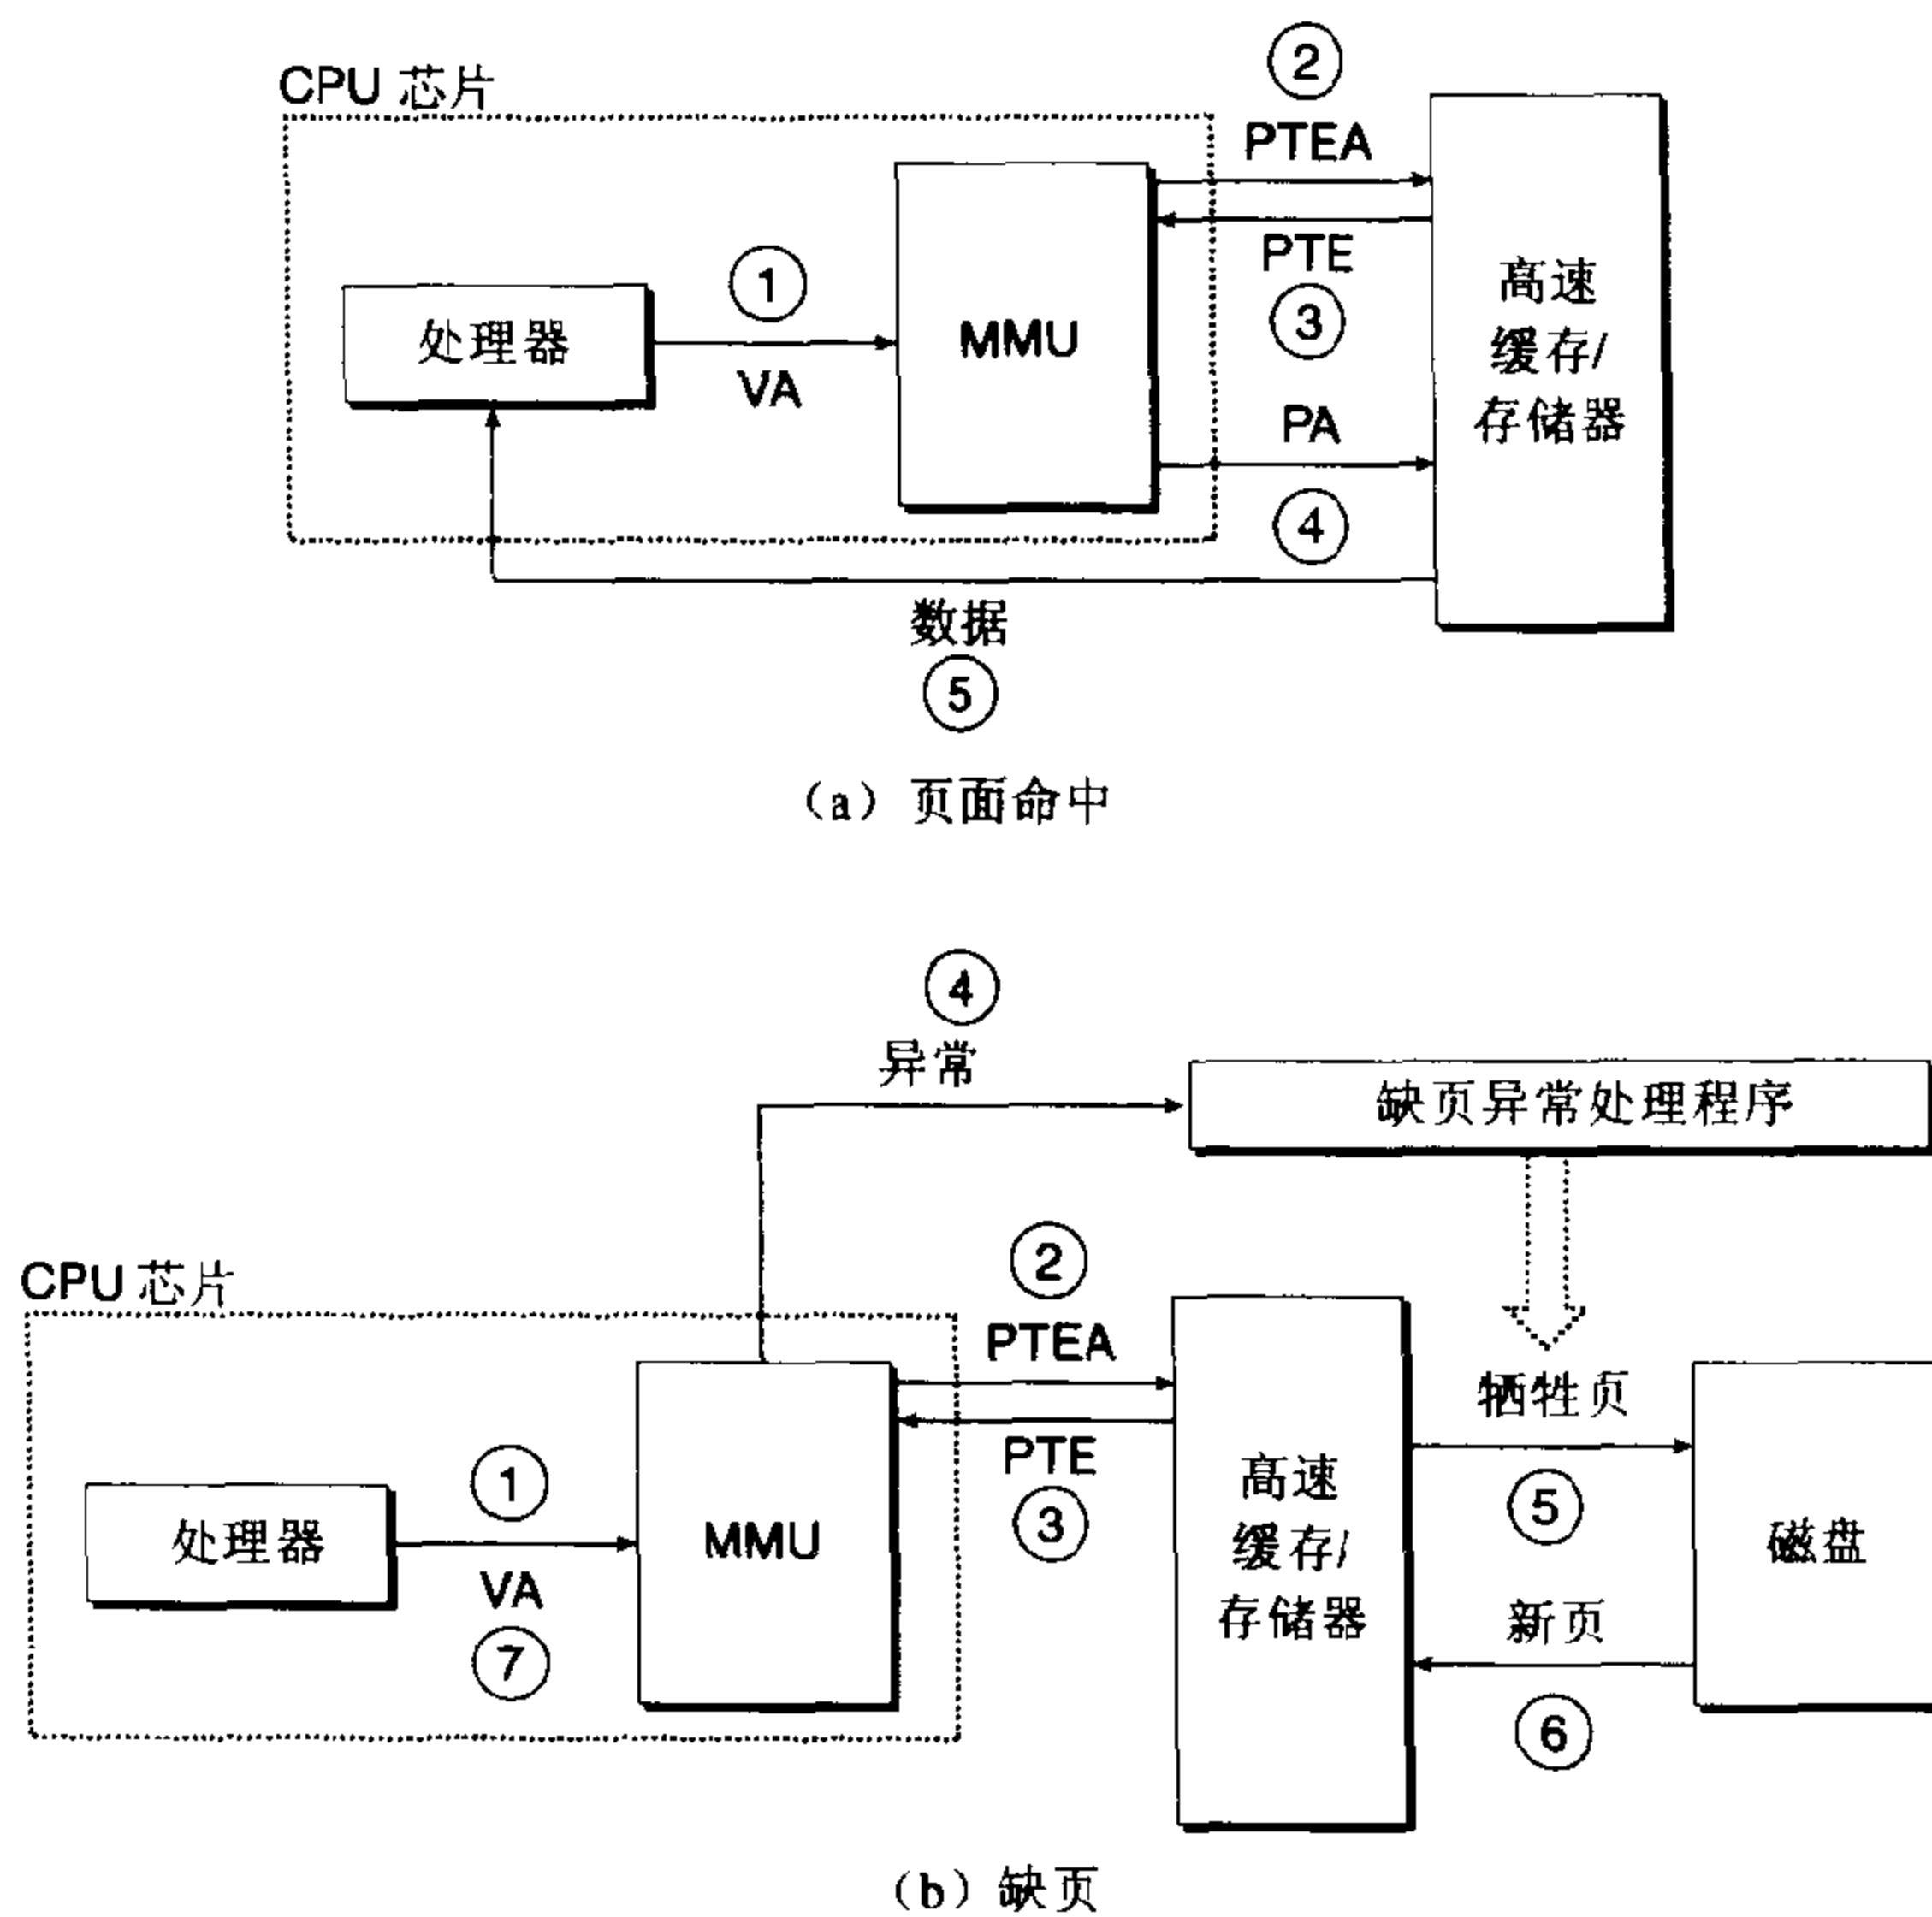 CPU 芯片
②
PTEA
PTE
③
①
处理器
VA
MMU
PA
④
高速
缓存/
存储器
数据
⑤
（a）页面命中
④
异常
缺页异常处理程序
CPU 芯片
②
PTEA
PTE
③
①
处理器
VA
⑦
MMU
高速
缓存/
存储器
牺牲页
⑤
新页
⑥
磁盘
（b）缺页